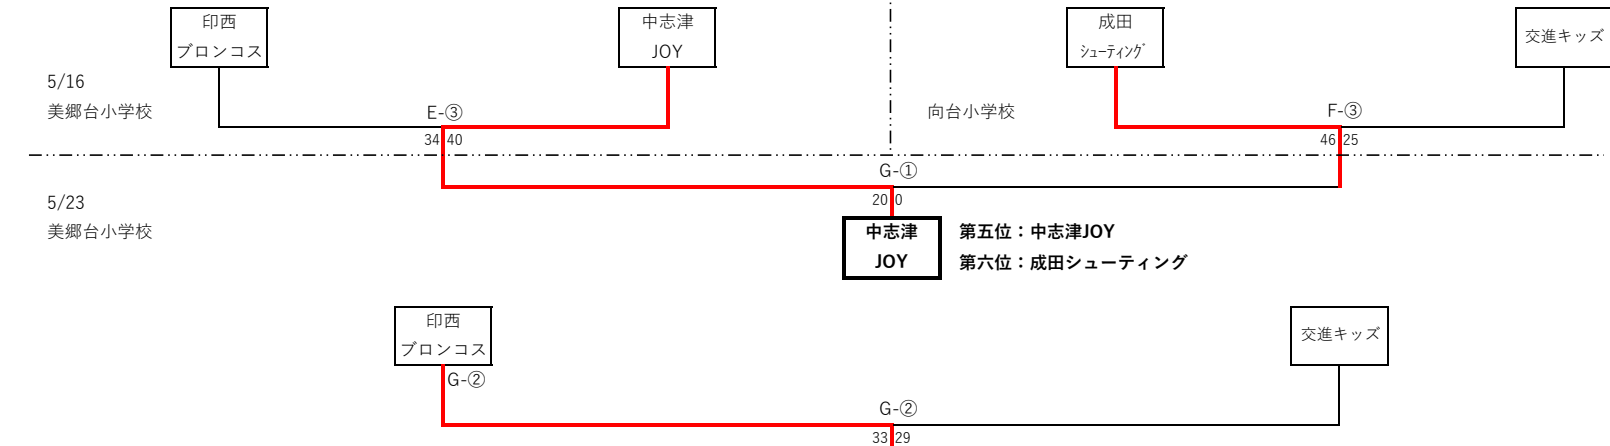 印西
ブロンコス
中志津
JOY
成田
ｼｭｰﾃｨﾝｸﾞ
交進キッズ
5/16
美郷台小学校
E-③
向台小学校
F-③
34 40
46 25
G-①
5/23
美郷台小学校
20 0
中志津
JOY
第五位：中志津JOY
第六位：成田シューティング
印西
ブロンコス
交進キッズ
G-②
G-②
33 29